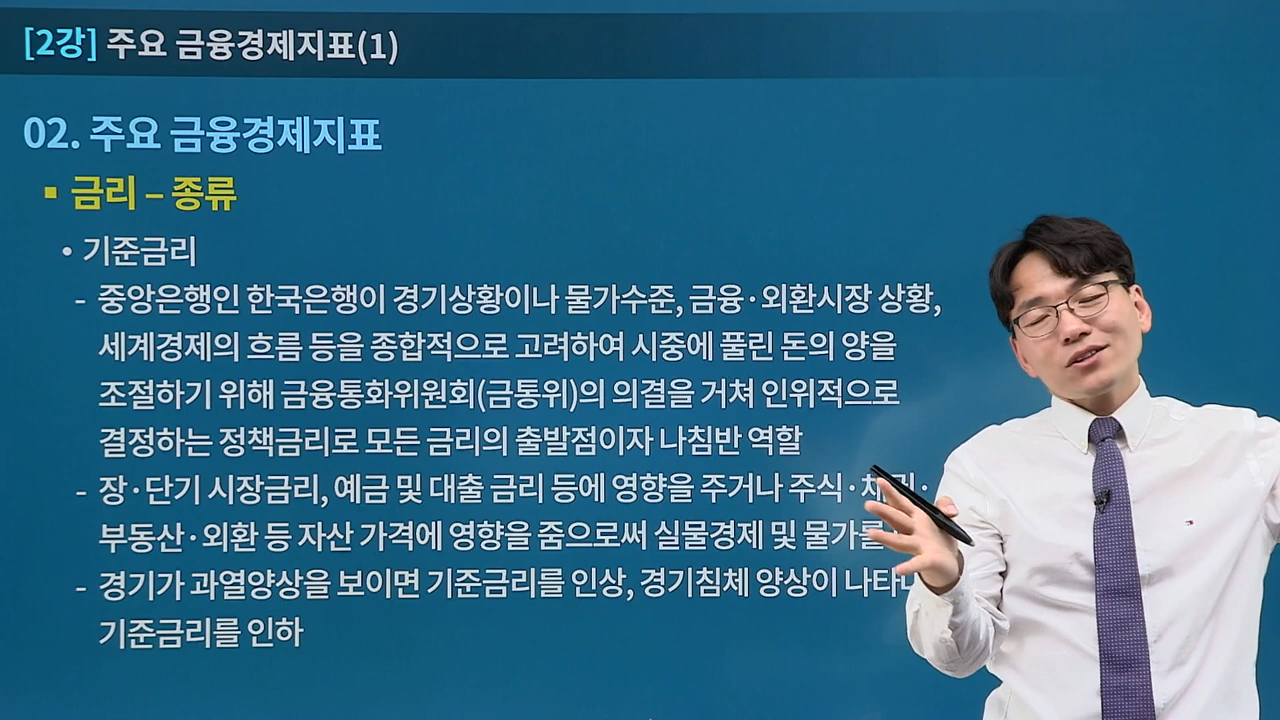 [2강] 주요 금융경제지표(1)
02. 주요 금융경제지표
▪ 금리 – 종류
• 기준금리
- 중앙은행인 한국은행이 경기상황이나 물가수준, 금융·외환시장 상황,
세계경제의 흐름 등을 종합적으로 고려하여 시중에 풀린 돈의 양을
조절하기 위해 금융통화위원회(금통위)의 의결을 거쳐 인위적으로
결정하는 정책금리로 모든 금리의 출발점이자 나침반 역할
- 장·단기 시장금리, 예금 및 대출 금리 등에 영향을 주거나 주식·
부동산·외환 등 자산 가격에 영향을 줌으로써 실물경제 및 물가를
- 경기가 과열양상을 보이면 기준금리를 인상, 경기침체 양상이
기준금리를 인하